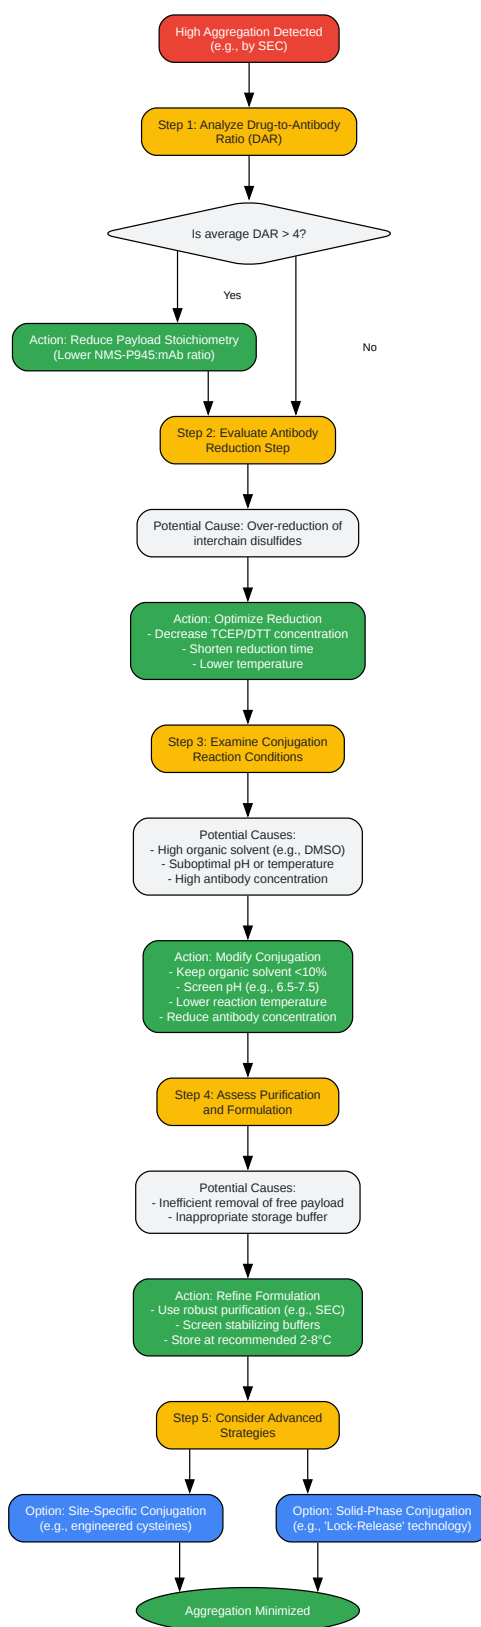 High Aggregation Detected
(e.g., by SEC)
Step 1: Analyze Drug-to-Antibody
Ratio (DAR)
Is average DAR > 4?
Yes
No
Action: Reduce Payload Stoichiometry
(Lower NMS-P945:mAb ratio)
Step 2: Evaluate Antibody
Reduction Step
Potential Cause: Over-reduction of
interchain disulfides
Action: Optimize Reduction
- Decrease TCEP/DTT concentration
- Shorten reduction time
- Lower temperature
Step 3: Examine Conjugation
Reaction Conditions
Potential Causes:
- High organic solvent (e.g., DMSO)
- Suboptimal pH or temperature
- High antibody concentration
Action: Modify Conjugation
- Keep organic solvent <10%
- Screen pH (e.g., 6.5-7.5)
- Lower reaction temperature
- Reduce antibody concentration
Step 4: Assess Purification
and Formulation
Potential Causes:
- Inefficient removal of free payload
- Inappropriate storage buffer
Action: Refine Formulation
- Use robust purification (e.g., SEC)
- Screen stabilizing buffers
- Store at recommended 2-8°C
Step 5: Consider Advanced
Strategies
Option: Site-Specific Conjugation
(e.g., engineered cysteines)
Option: Solid-Phase Conjugation
(e.g., 'Lock-Release' technology)
Aggregation Minimized